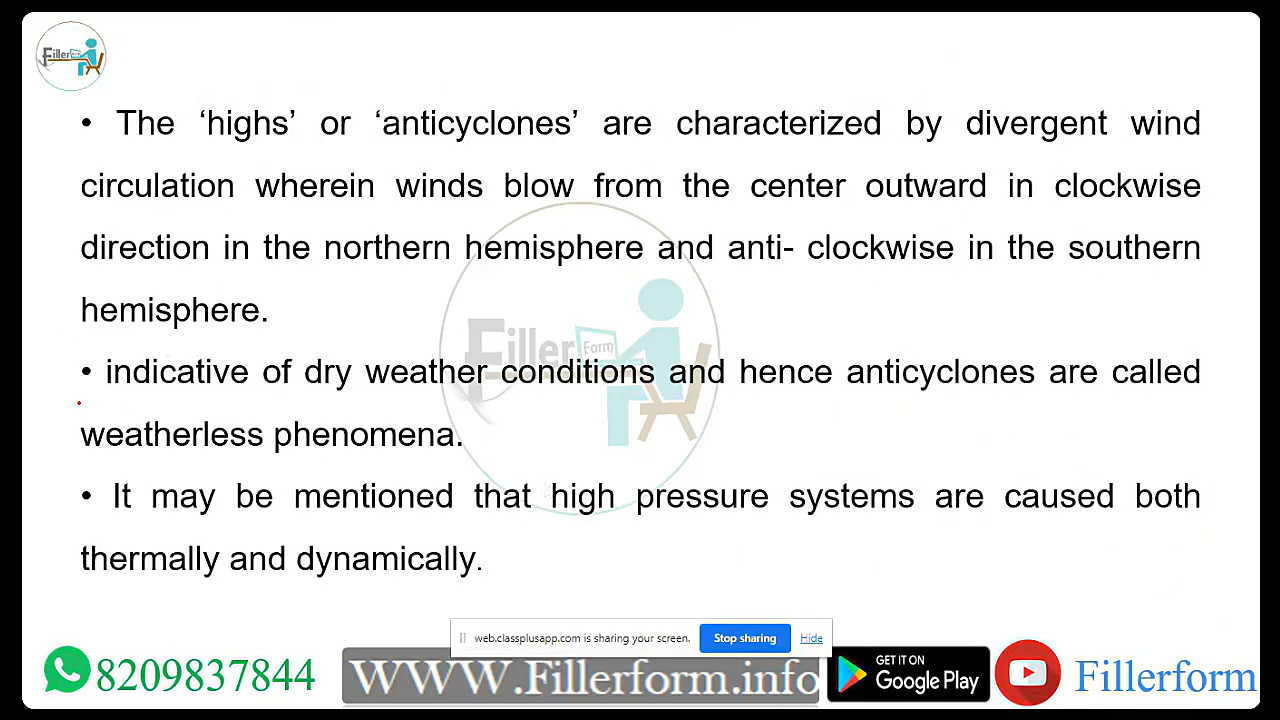 Filler
• The ‘highs’ or ‘anticyclones’ are characterized by divergent wind
circulation wherein winds blow from the center outward in clockwise
direction in the northern hemisphere and anti- clockwise in the southern
hemisphere.
Filler Form
• indicative of dry weather conditions and hence anticyclones are called
weatherless phenomena.
• It may be mentioned that high pressure systems are caused both
thermally and dynamically.
web.classplusapp.com is sharing your screen. Stop sharing Hide
8209837844 WWW.Fillerform.info GET IT ON Google Play Fillerform